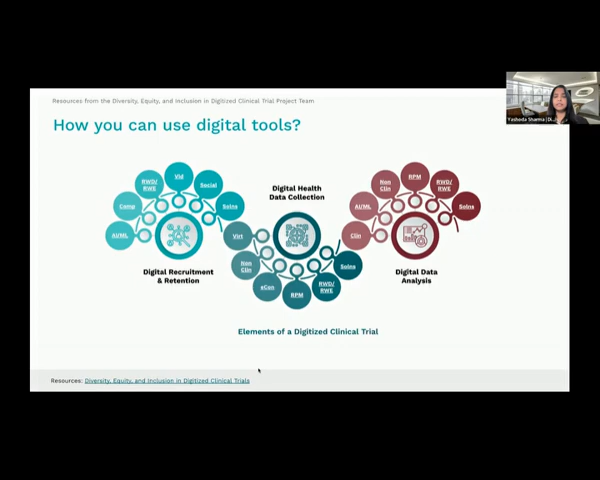 Resources from the Diversity, Equity, and Inclusion in Digitized Clinical Trial Project Team
How you can use digital tools?
AI/ML
Comp
RWD/
RWE
Vid
Social
Solns
Digital Recruitment
& Retention
Digital Health
Data Collection
Virt
Non
Clin
eCon
RPM
RWD/
RWE
Solns
Clin
AI/ML
Non
Clin
RPM
RWD/
RWE
Solns
Digital Data
Analysis
Elements of a Digitized Clinical Trial
Resources: Diversity, Equity, and Inclusion in Digitized Clinical Trials
Yashoda Sharma